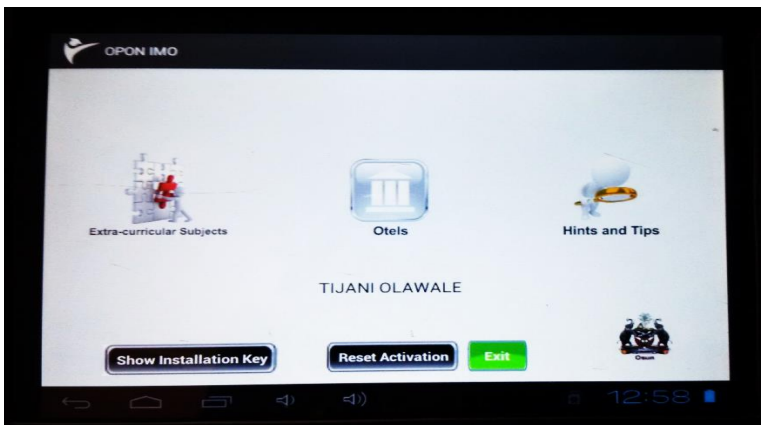 OPON IMO
Extra-curricular Subjects
Otels
Hints and Tips
TIJANI OLAWALE
Show Installation Key
Reset Activation
Exit
Osun
12:58